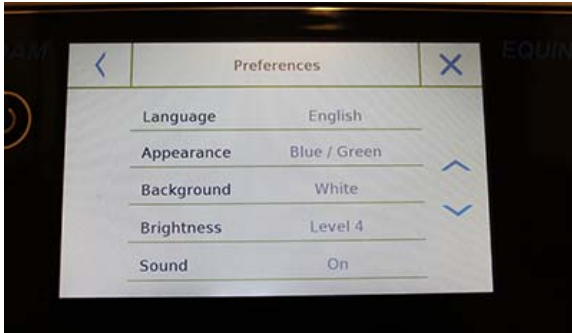 Preferences
Language English
Appearance Blue / Green
Background White
Brightness Level 4
Sound On